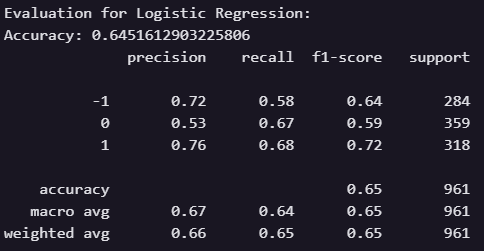 Evaluation for Logistic Regression:
Accuracy: 0.6451612903225806
precision recall f1-score support
-1 0.72 0.58 0.64 284
0 0.53 0.67 0.59 359
1 0.76 0.68 0.72 318
accuracy 0.65 961
macro avg 0.67 0.64 0.65 961
weighted avg 0.66 0.65 0.65 961